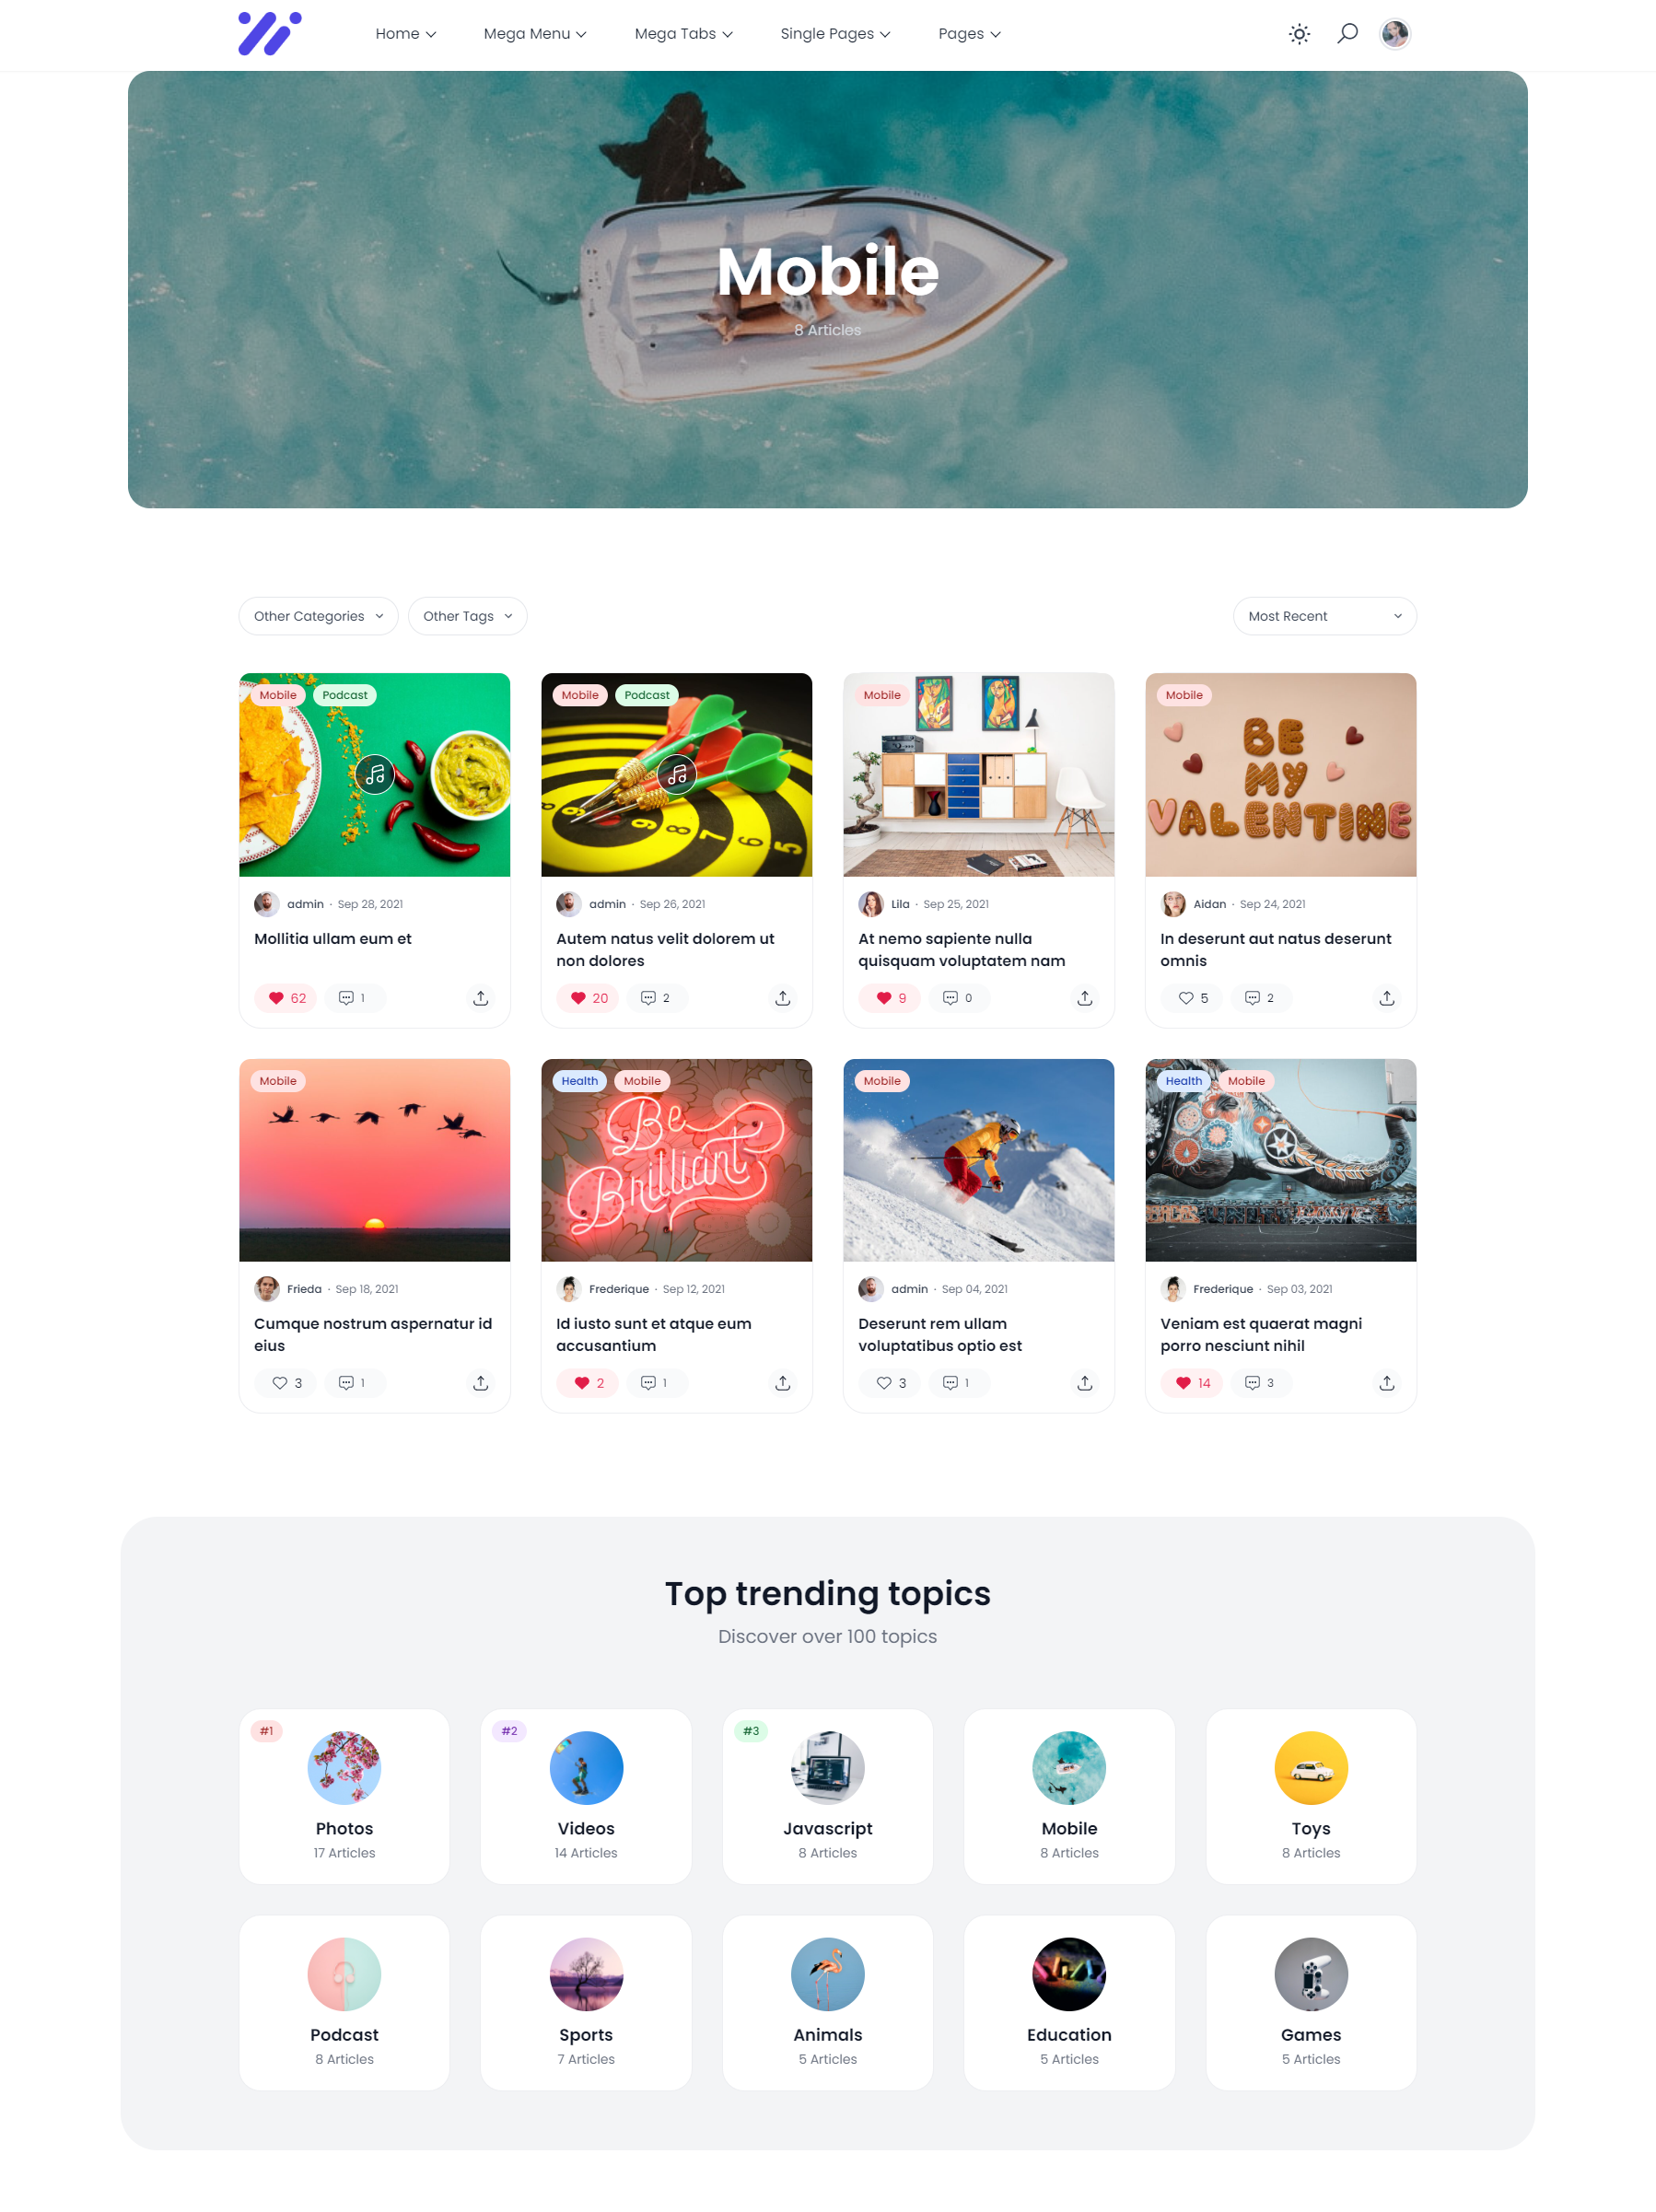 Home
Mega Menu
Mega Tabs
Single Pages
Pages
Mobile
8 Articles
Other Categories
Other Tags
Most Recent
Mobile
Podcast
admin · Sep 28, 2021
Mollitia ullam eum et
62
1
Mobile
Podcast
8
9
8
7
6
5
admin · Sep 26, 2021
Autem natus velit dolorem ut
non dolores
20
2
Mobile
Lila · Sep 25, 2021
At nemo sapiente nulla
quisquam voluptatem nam
9
0
Mobile
BE
MY
VALENTINE
Aidan · Sep 24, 2021
In deserunt aut natus deserunt
omnis
5
2
Mobile
Frieda · Sep 18, 2021
Cumque nostrum aspernatur id
eius
3
1
Health
Mobile
Be
Brilliant
Frederique · Sep 12, 2021
Id iusto sunt et atque eum
accusantium
2
1
Mobile
admin · Sep 04, 2021
Deserunt rem ullam
voluptatibus optio est
3
1
Health
Mobile
Frederique · Sep 03, 2021
Veniam est quaerat magni
porro nesciunt nihil
14
3
Top trending topics
Discover over 100 topics
#1
Photos
17 Articles
#2
Videos
14 Articles
#3
Javascript
8 Articles
Mobile
8 Articles
Toys
8 Articles
Podcast
8 Articles
Sports
7 Articles
Animals
5 Articles
Education
5 Articles
Games
5 Articles